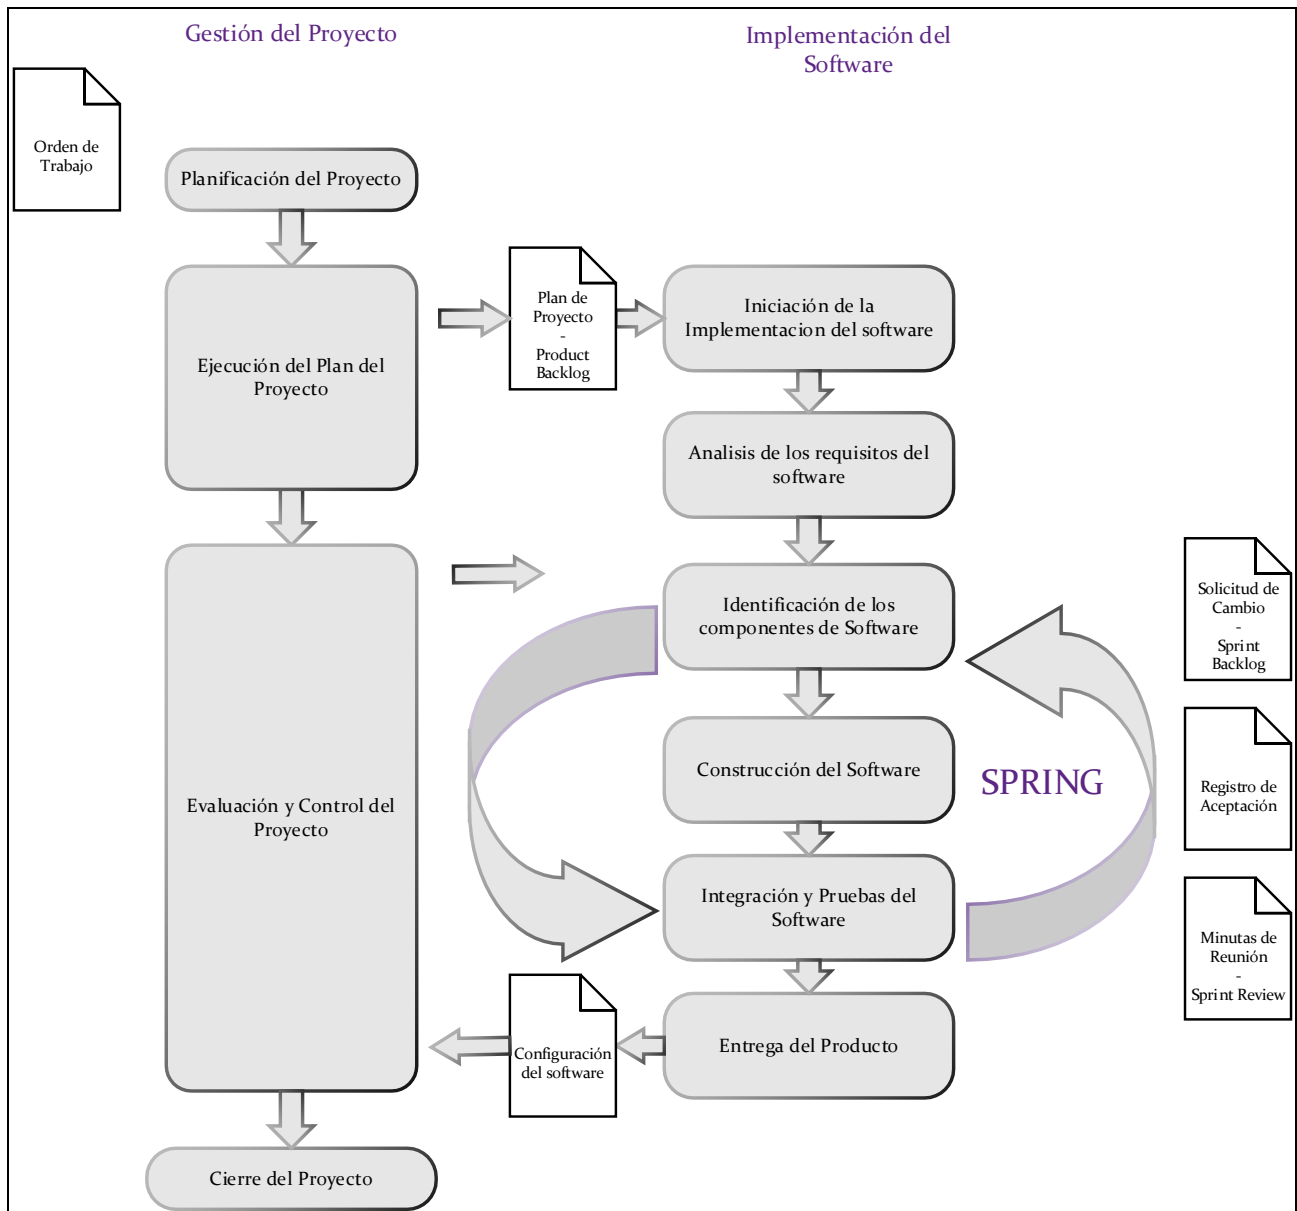 Gestión del Proyecto
Implementación del
Software
Orden de
Trabajo
Planificación del Proyecto
Ejecución del Plan del
Proyecto
Plan de
Proyecto
-
Product
Backlog
Iniciación de la
Implementacion del software
Analisis de los requisitos del
software
Identificación de los
componentes de Software
Solicitud de
Cambio
-
Sprint
Backlog
Construcción del Software
SPRING
Registro de
Aceptación
Evaluación y Control del
Proyecto
Integración y Pruebas del
Software
Minutas de
Reunión
-
Sprint Review
Entrega del Producto
Configuración
del software
Cierre del Proyecto